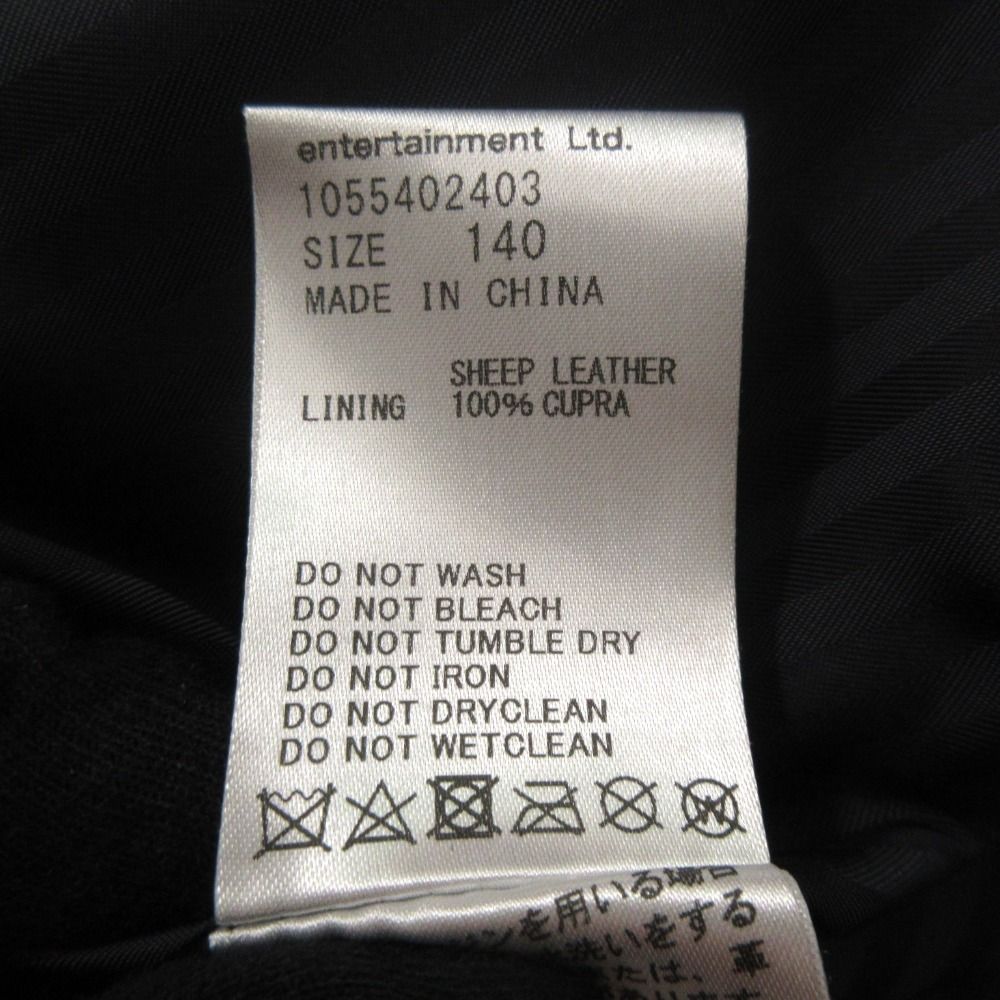 entertainment Ltd.
1055402403
SIZE 140
MADE IN CHINA
SHEEP LEATHER
LINING 100% CUPRA
DO NOT WASH
DO NOT BLEACH
DO NOT TUMBLE DRY
DO NOT IRON
DO NOT DRYCLEAN
DO NOT WETCLEAN
W
ンを用いる場合
洗いをする
たは、革